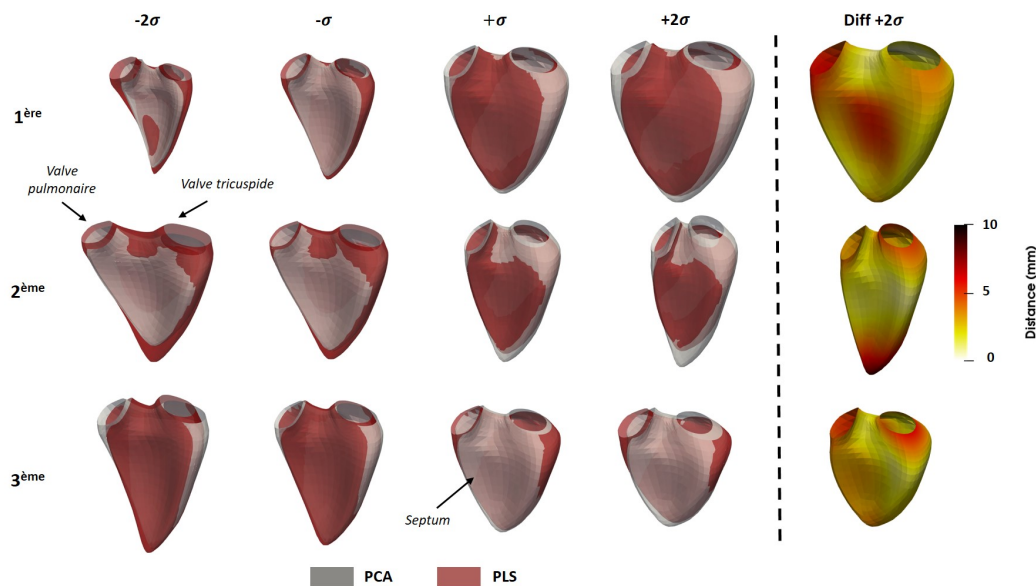 -2σ -σ +σ +2σ Diff +2σ
1ère
Valve
pulmonaire
Valve tricuspide
2ème
10
5
0
Distance (mm)
3ème
Septum
PCA PLS